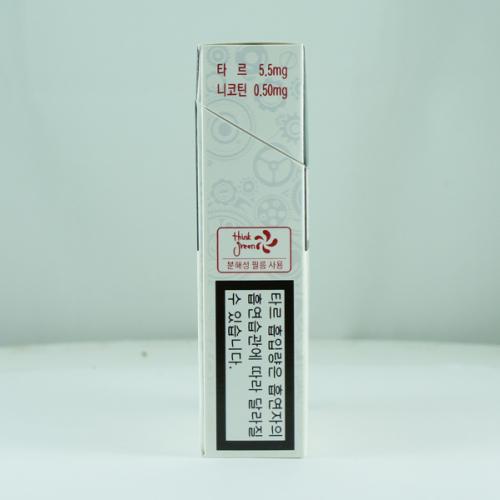 타 르 5.5mg
니코틴 0.50mg
think
green
분해성 필름 사용
타르 흡입량은 흡연자의
흡연습관에 따라 달라질
수 있습니다.